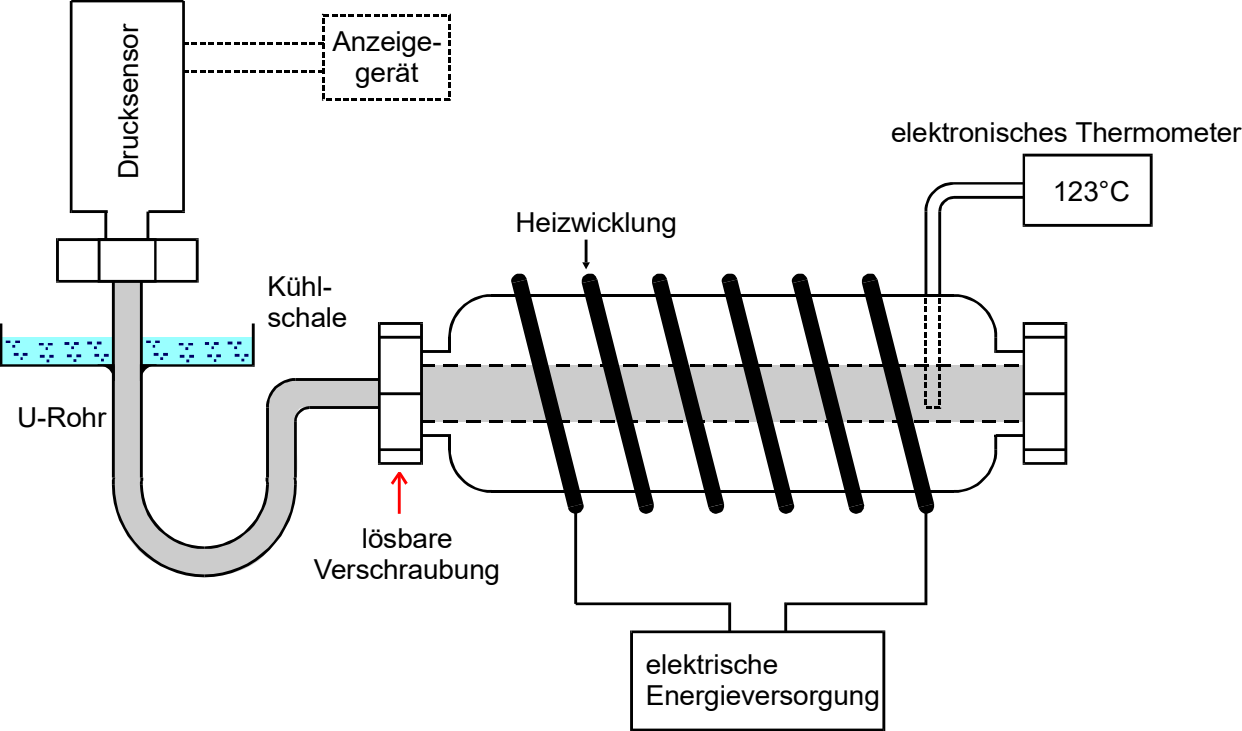 Drucksensor
Anzeige-
gerät
elektronisches Thermometer
123°C
Heizwicklung
Kühl-
schale
U-Rohr
lösbare
Verschraubung
elektrische
Energieversorgung